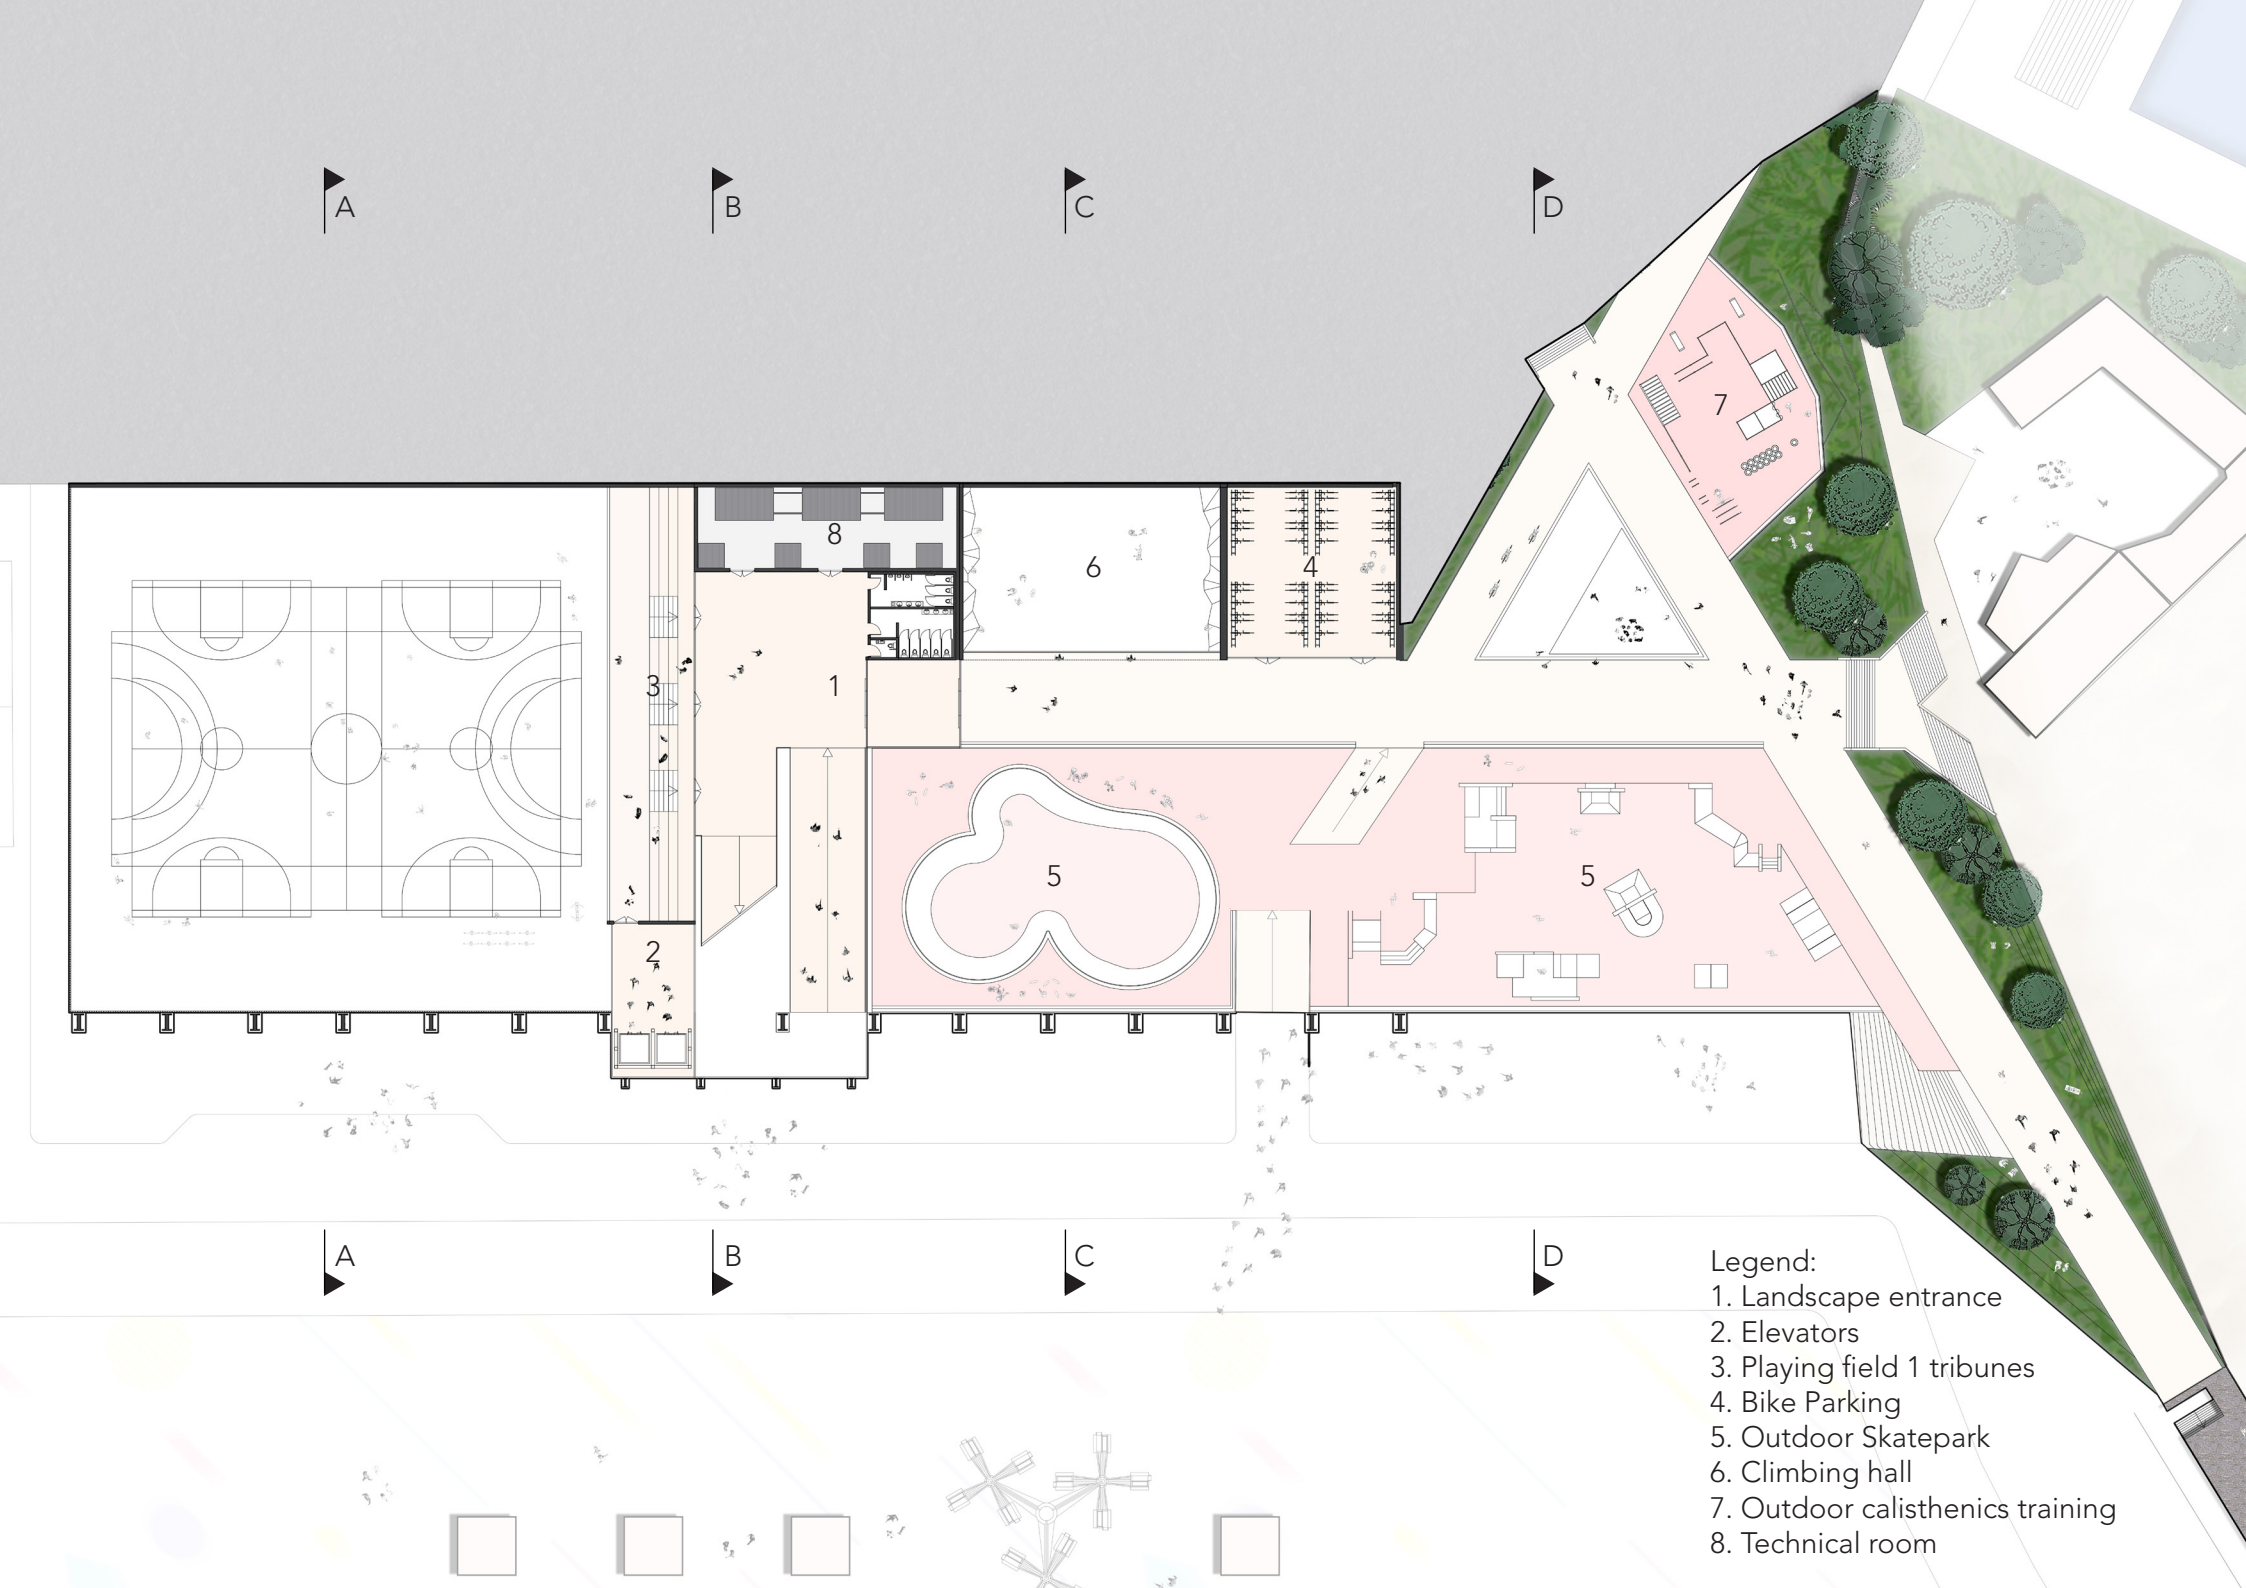 A
B
C
D
7
8
6
4
3
1
5
5
2
A
B
C
D
Legend:
1. Landscape entrance
2. Elevators
3. Playing field 1 tribunes
4. Bike Parking
5. Outdoor Skatepark
6. Climbing hall
7. Outdoor calisthenics training
8. Technical room